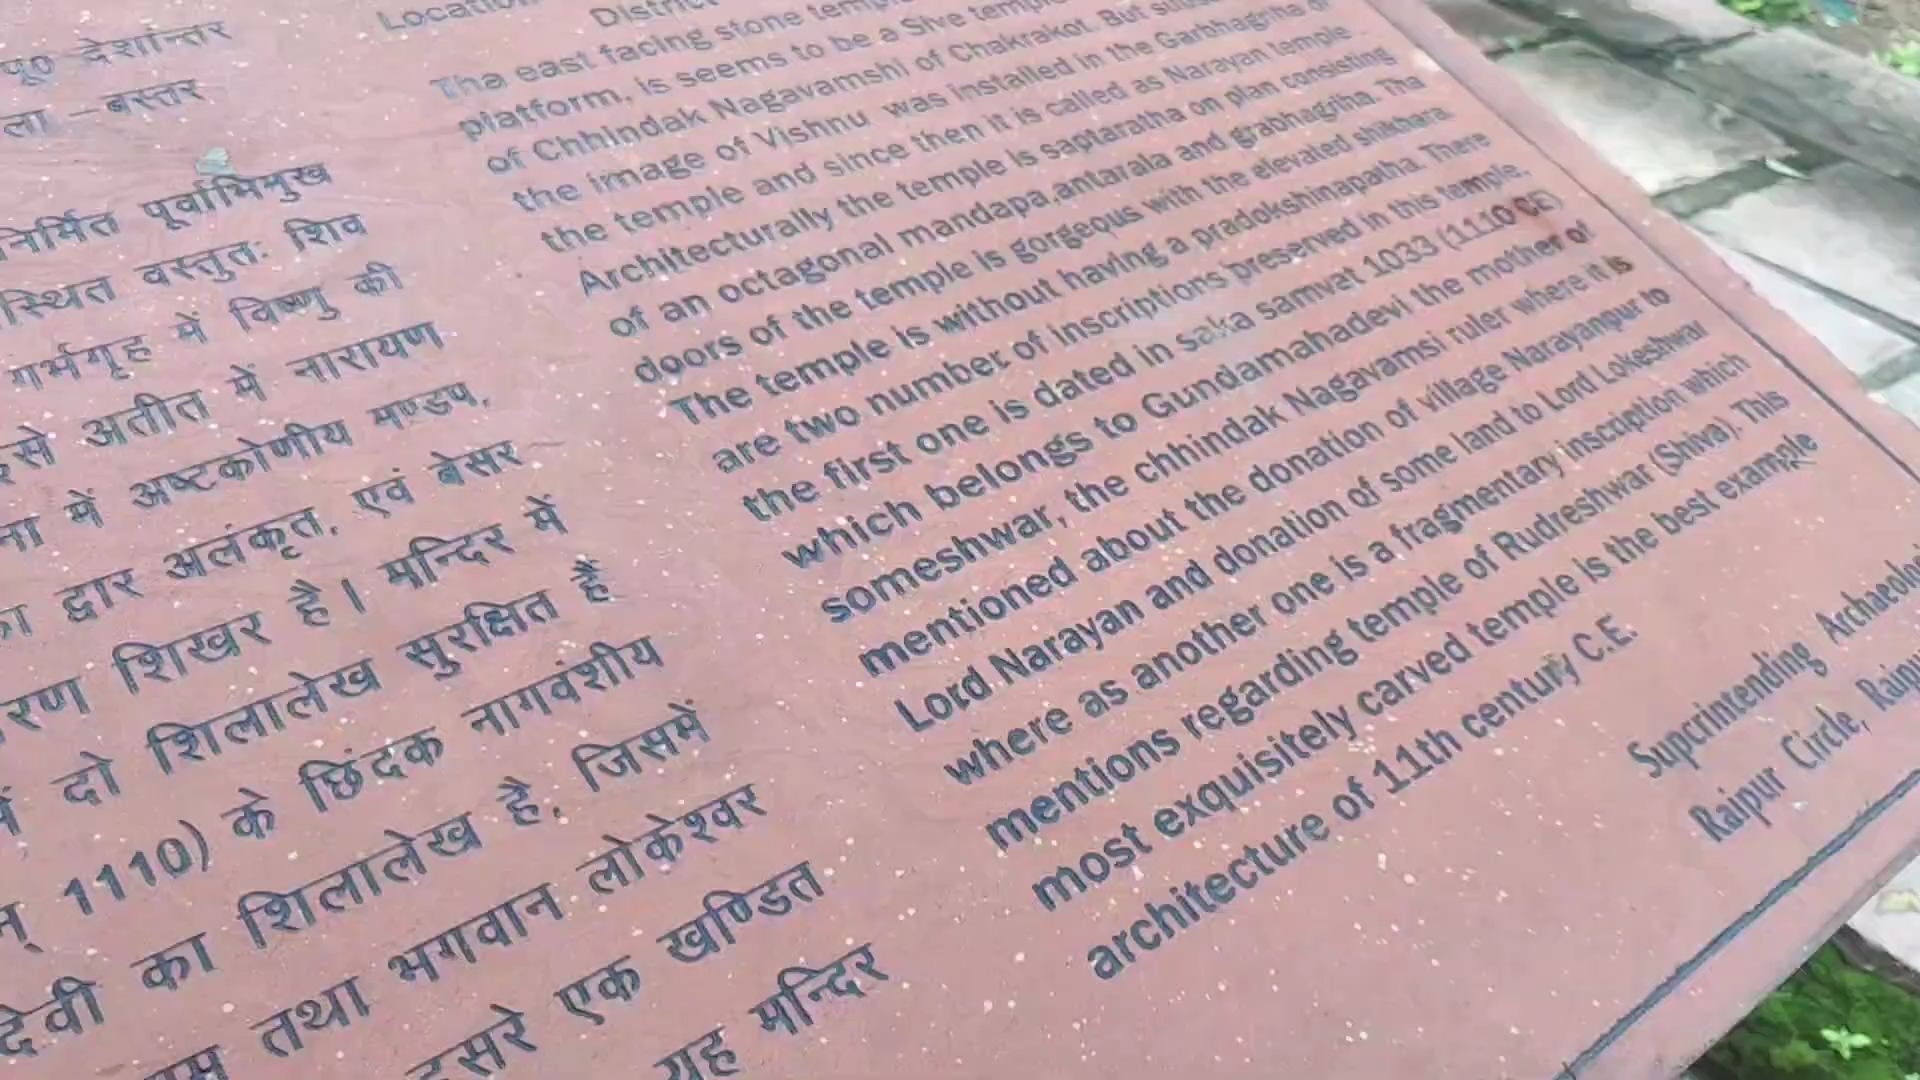 पू० देशान्तर
ला – बस्तर
निर्मित पूर्वाभिमुख
स्थित वस्तुतः शिव
गर्भगृह में विष्णु की
अतीत में नारायण
में अष्टकोणीय मण्डप,
द्वार अलंकृत, एवं बेसर
शिखर है। मन्दिर में
दो शिलालेख सुरक्षित हैं
1110) के छिंदक नागवंशीय
देवी का शिलालेख है, जिसमें
तथा भगवान लोकेश्वर
दूसरे एक खण्डित
यह मन्दिर
District
Tha east facing stone
platform, is seems to be a Sive temple
of Chhindak Nagavamshi of Chakrakot. But
the image of Vishnu was installed in the Garbhagriha of
the temple and since then it is called as Narayan temple.
Architecturally the temple is saptaratha on plan consisting
of an octagonal mandapa,antarala and grabhagriha. Tha
doors of the temple is gorgeous with the elevated shikhara.
The temple is without having a pradokshinapatha. There
are two number of inscriptions preserved in this temple,
the first one is dated in saka samvat 1033 (1110 CE)
which belongs to Gundamahadevi the mother of
someshwar, the chhindak Nagavamsi ruler where it is
mentioned about the donation of village Narayanpur to
Lord Narayan and donation of some land to Lord Lokeshwar
where as another one is a fragmentary inscription which
mentions regarding temple of Rudreshwar (Shiva). This
most exquisitely carved temple is the best example
architecture of 11th century C.E.
Raipur Circle,